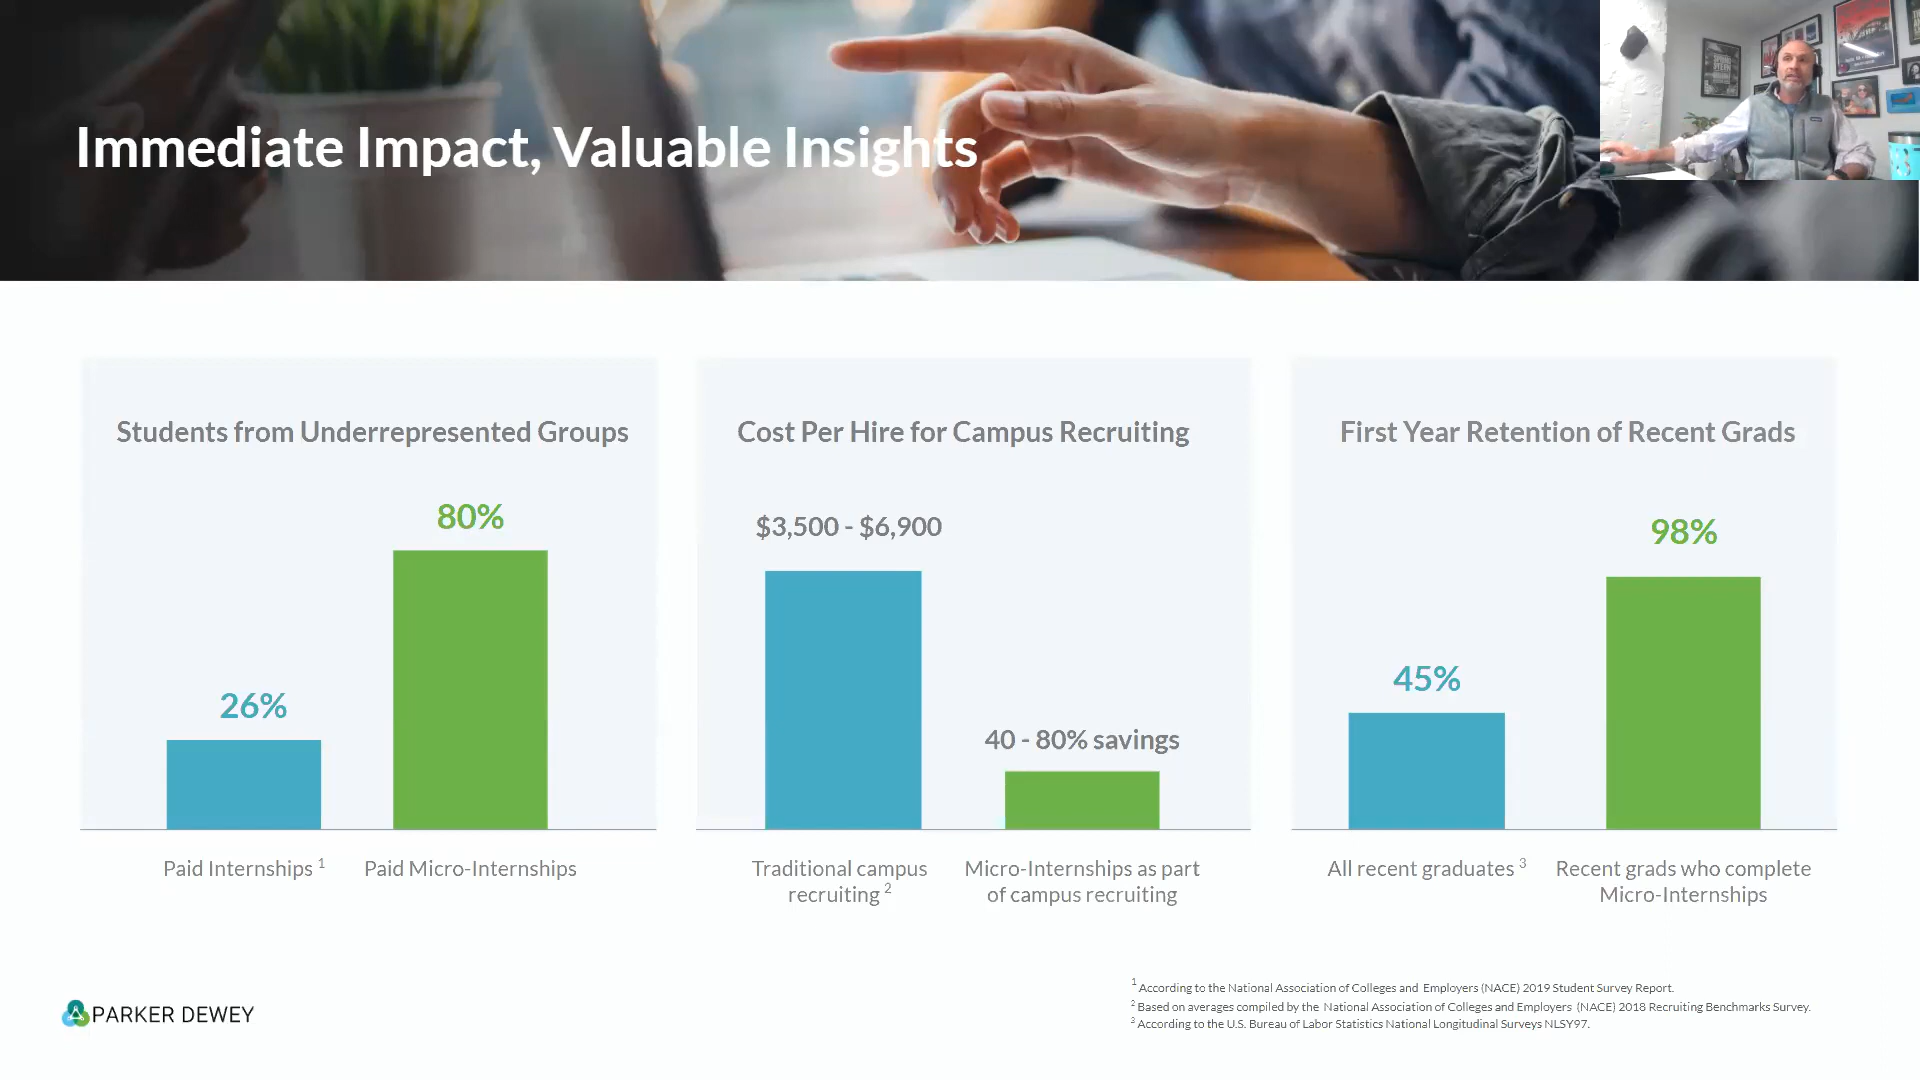 Immediate Impact, Valuable Insights
Students from Underrepresented Groups
80%
26%
Paid Internships 1
Paid Micro-Internships
Cost Per Hire for Campus Recruiting
$3,500 - $6,900
40 - 80% savings
Traditional campus
recruiting 2
Micro-Internships as part
of campus recruiting
First Year Retention of Recent Grads
98%
45%
All recent graduates 3
Recent grads who complete
Micro-Internships
PARKER DEWEY
1 According to the National Association of Colleges and Employers (NACE) 2019 Student Survey Report.
2 Based on averages compiled by the National Association of Colleges and Employers (NACE) 2018 Recruiting Benchmarks Survey.
3 According to the U.S. Bureau of Labor Statistics National Longitudinal Surveys NLSY97.